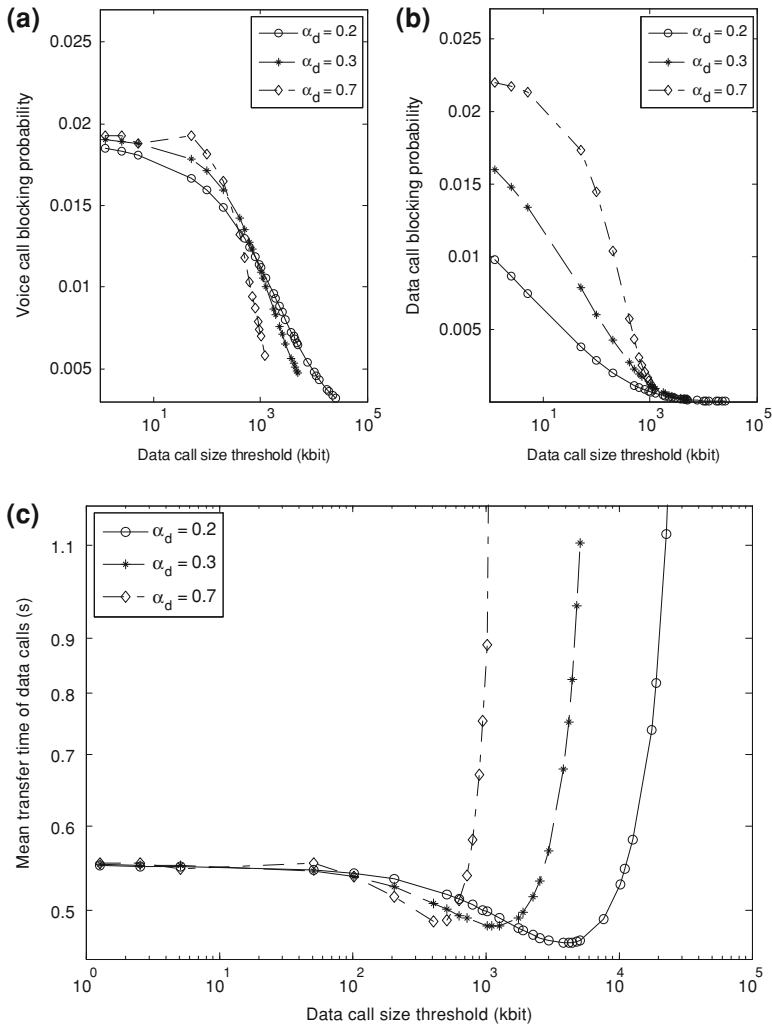 (a)
0.025
0.02
0.015
0.01
0.005
Voice call blocking probability
α_d = 0.2
α_d = 0.3
α_d = 0.7
10^1
10^3
10^5
Data call size threshold (kbit)
(b)
0.025
0.02
0.015
0.01
0.005
Data call blocking probability
α_d = 0.2
α_d = 0.3
α_d = 0.7
10^1
10^3
10^5
Data call size threshold (kbit)
(c)
1.1
0.9
0.8
0.7
0.6
0.5
Mean transfer time of data calls (s)
α_d = 0.2
α_d = 0.3
α_d = 0.7
10^0
10^1
10^2
10^3
10^4
10^5
Data call size threshold (kbit)